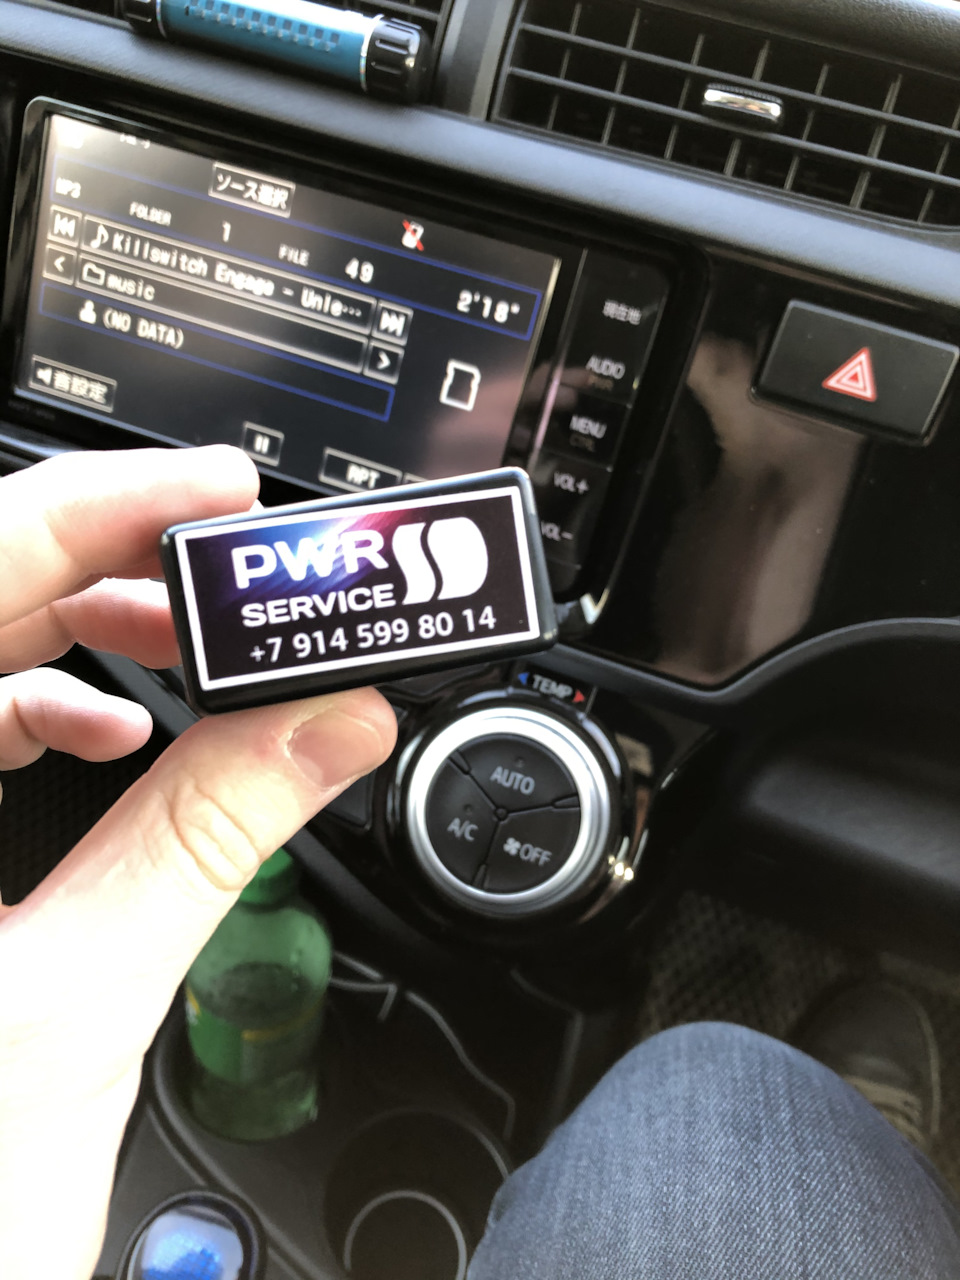 ソース選択
MP3
FOLDER 1 FILE 49
Killswitch Engage - Unle…
2'18"
music
(NO DATA)
音設定
RPT
現在地
AUDIO
PWR
MENU
CTRL
VOL+
VOL-
PWR
SERVICE
+7 914 599 80 14
TEMP
AUTO
A/C
OFF